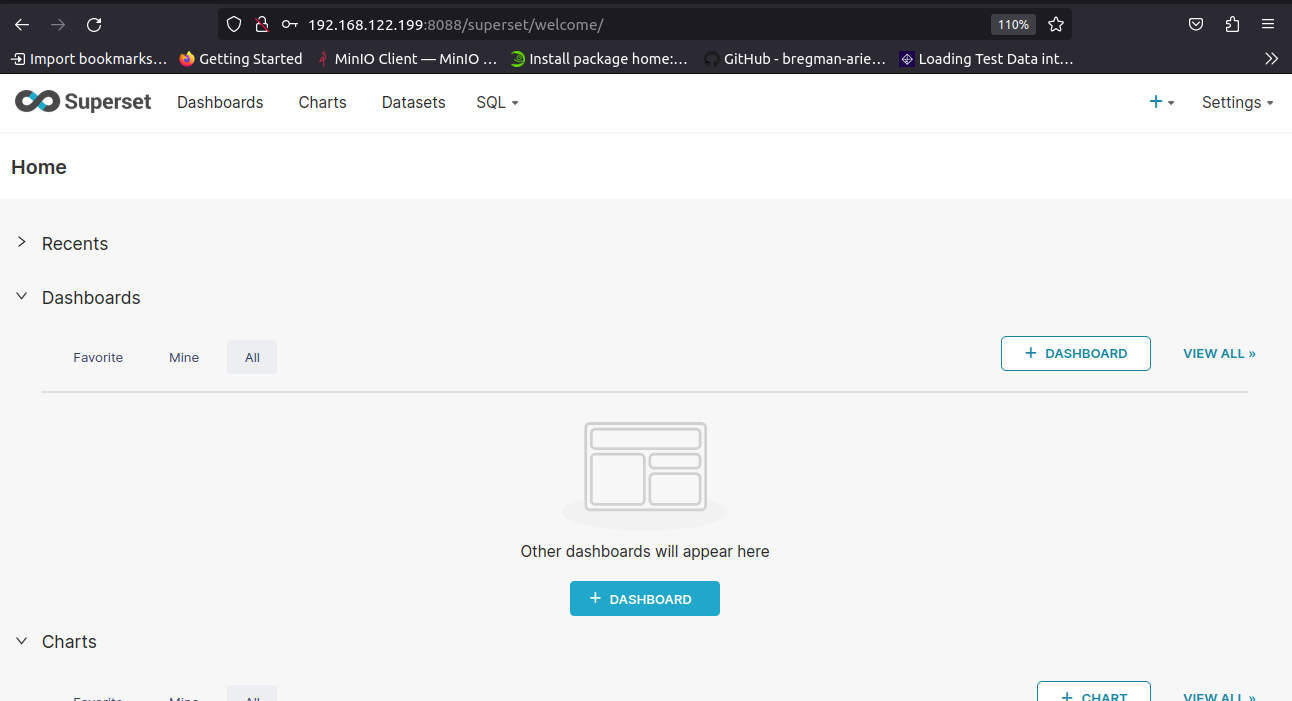 192.168.122.199:8088/superset/welcome/ 110%
Import bookmarks… Getting Started MinIO Client — MinIO … Install package home:… GitHub - bregman-arie… Loading Test Data int…
Superset Dashboards Charts Datasets SQL + Settings
Home
Recents
Dashboards
Favorite Mine All + DASHBOARD VIEW ALL »
Other dashboards will appear here
+ DASHBOARD
Charts
Favorite Mine All + CHART VIEW ALL »